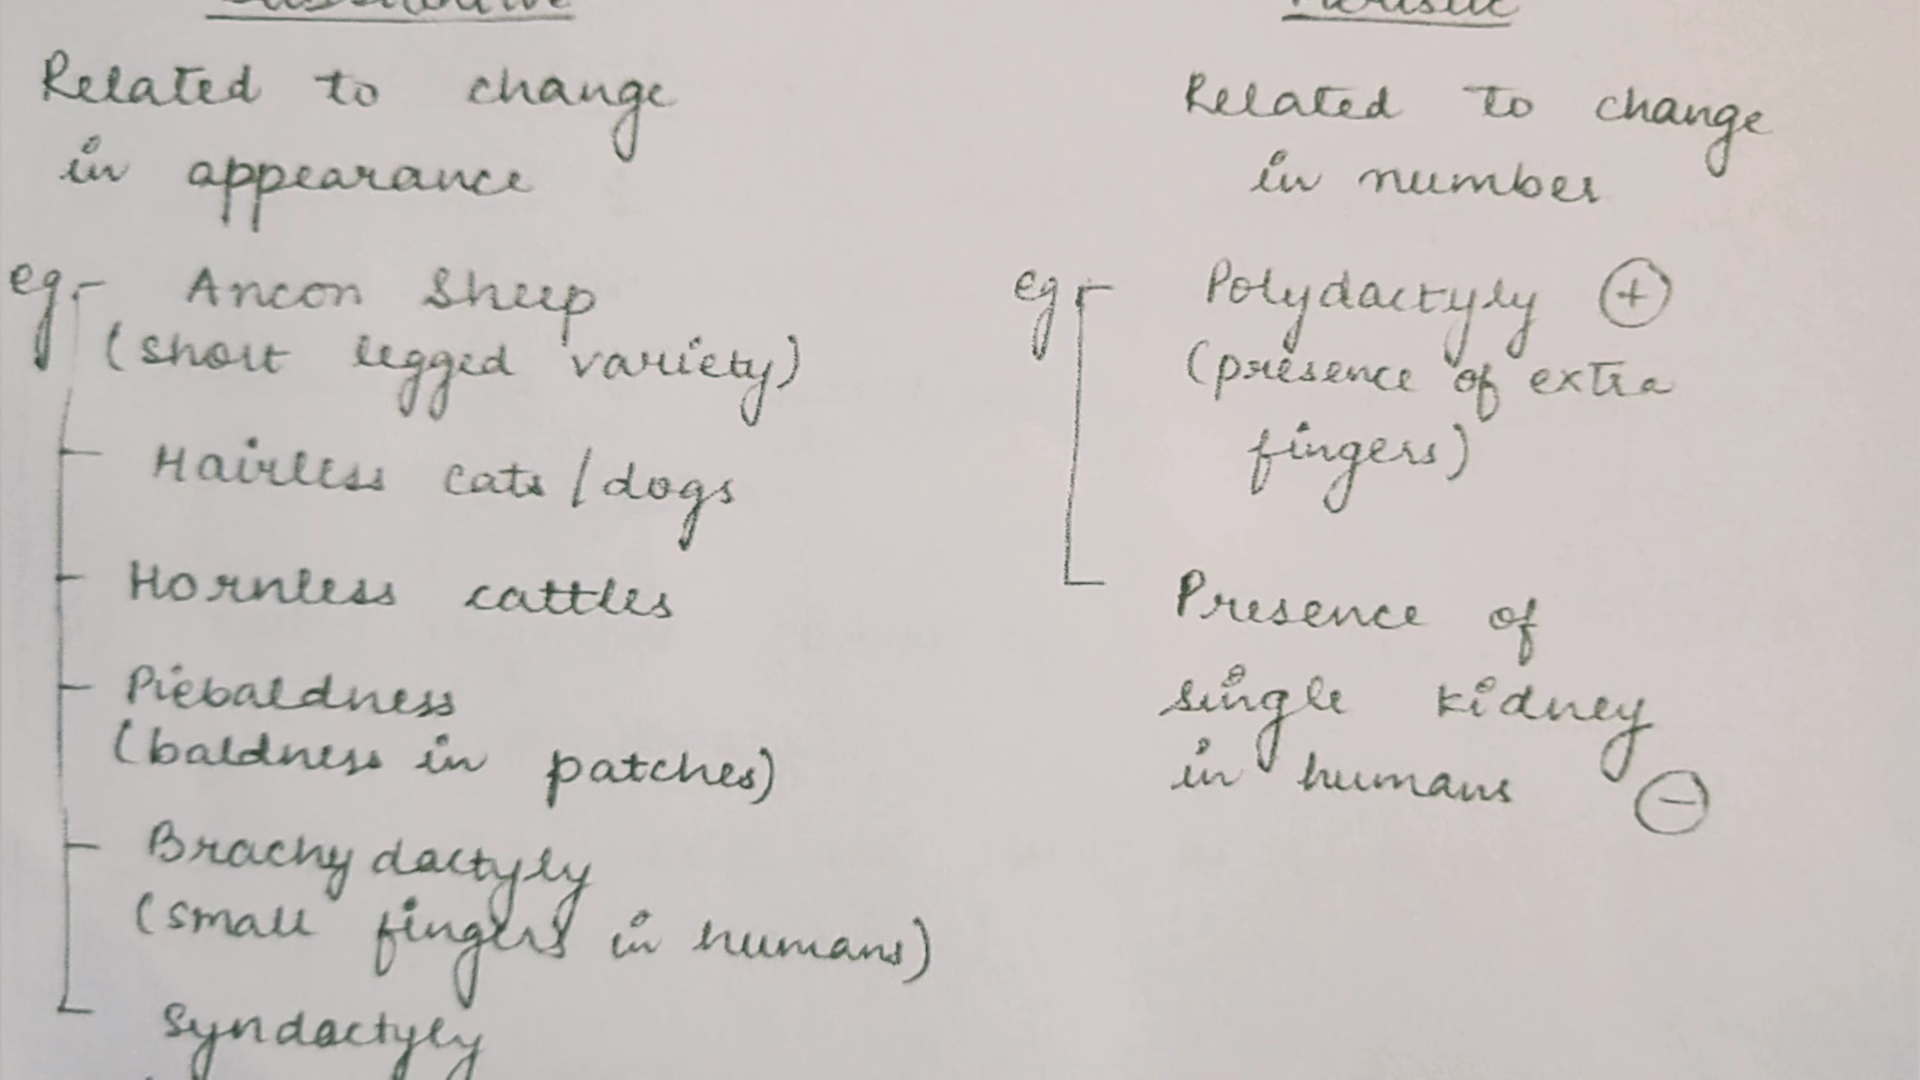 Substantive
Related to change
in appearance
eg Ancon Sheep
(short legged variety)
Hairless cats/dogs
Hornless cattles
Piebaldness
(baldness in patches)
Brachydactyly
(small fingers in humans)
Syndactyly
Meristic
Related to change
in number
eg Polydactyly +
(presence of extra
fingers)
Presence of
single kidney
in humans -